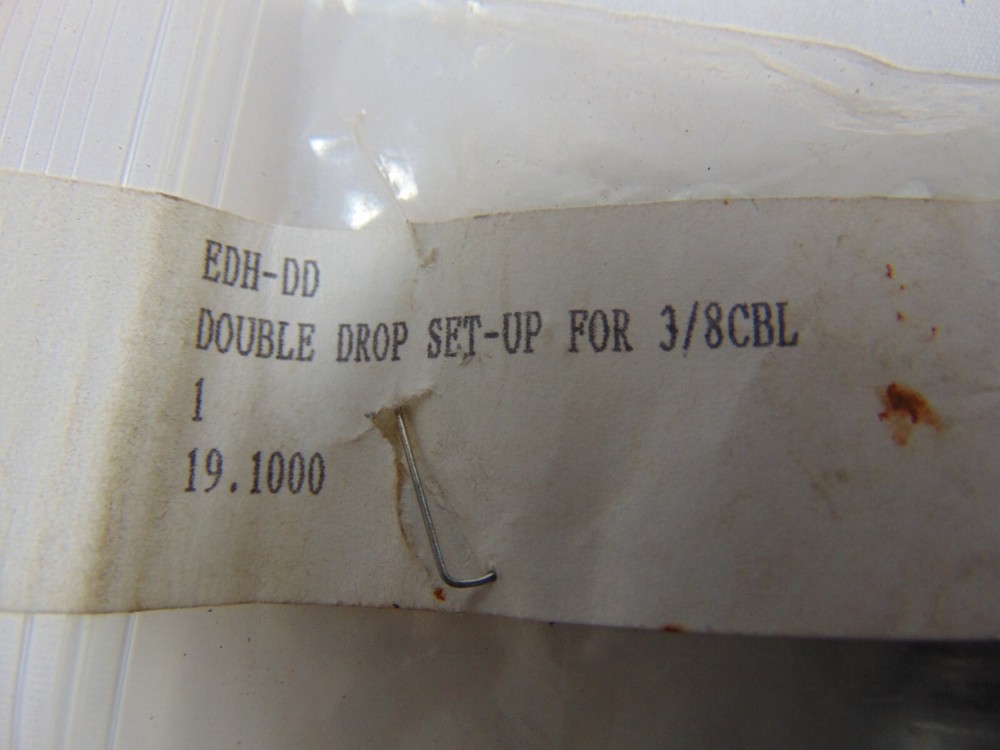 EDH-DD
DOUBLE DROP SET-UP FOR 3/8CBL
1
19.1000